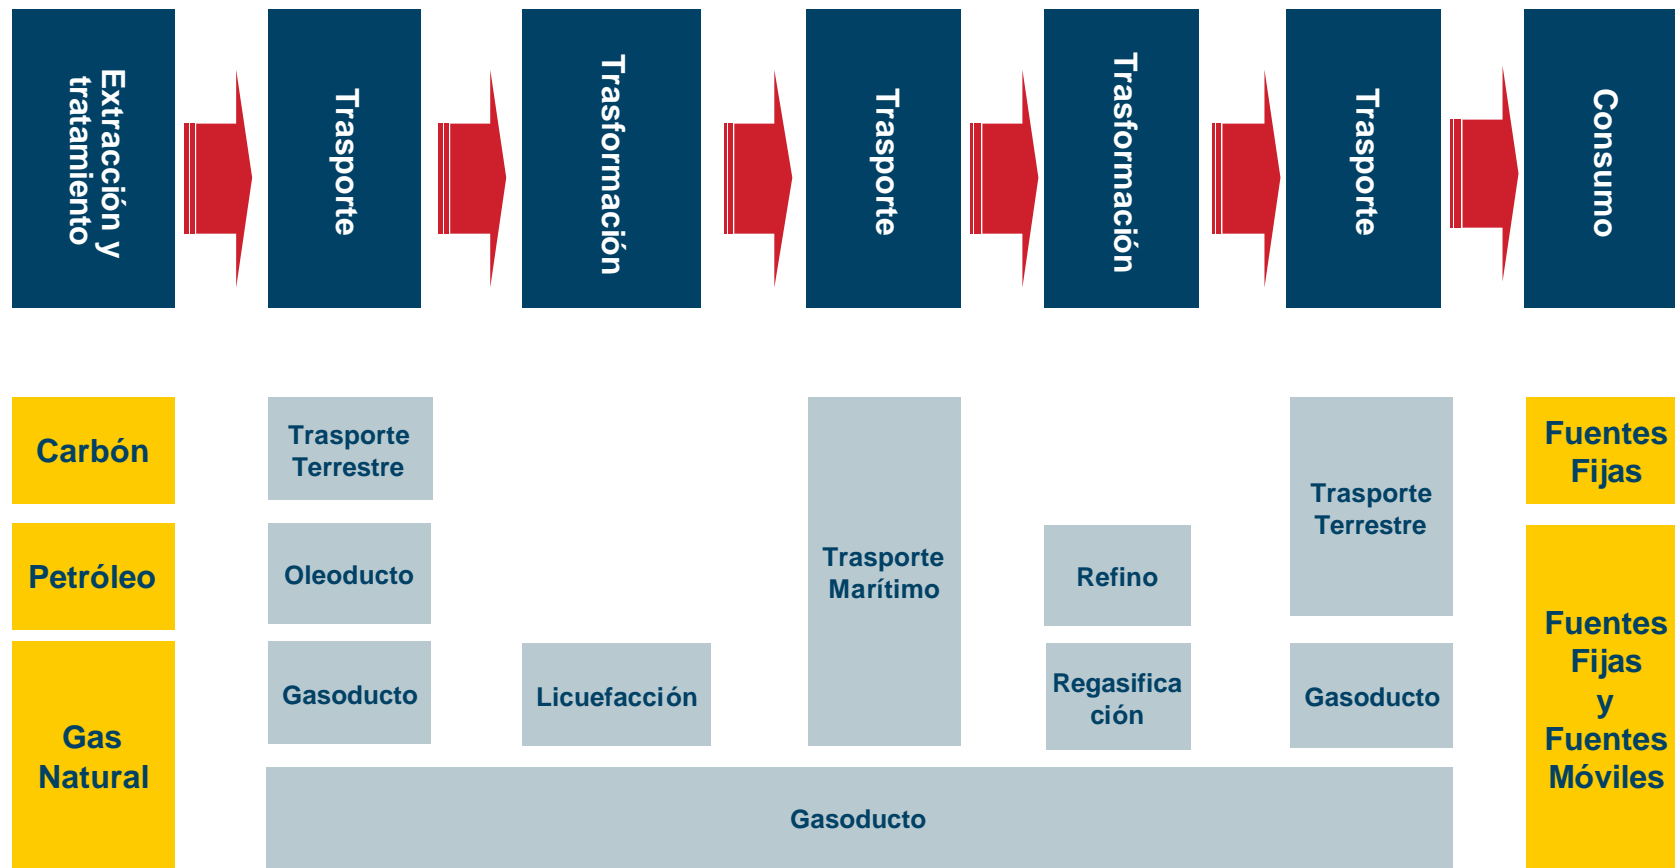 Extracción y
tratamiento
Trasporte
Trasformación
Trasporte
Trasformación
Trasporte
Consumo
Carbón
Trasporte
Terrestre
Trasporte
Marítimo
Trasporte
Terrestre
Fuentes
Fijas
Petróleo
Oleoducto
Refino
Gas
Natural
Gasoducto
Licuefacción
Regasifica
ción
Gasoducto
Fuentes
Fijas
y
Fuentes
Móviles
Gasoducto